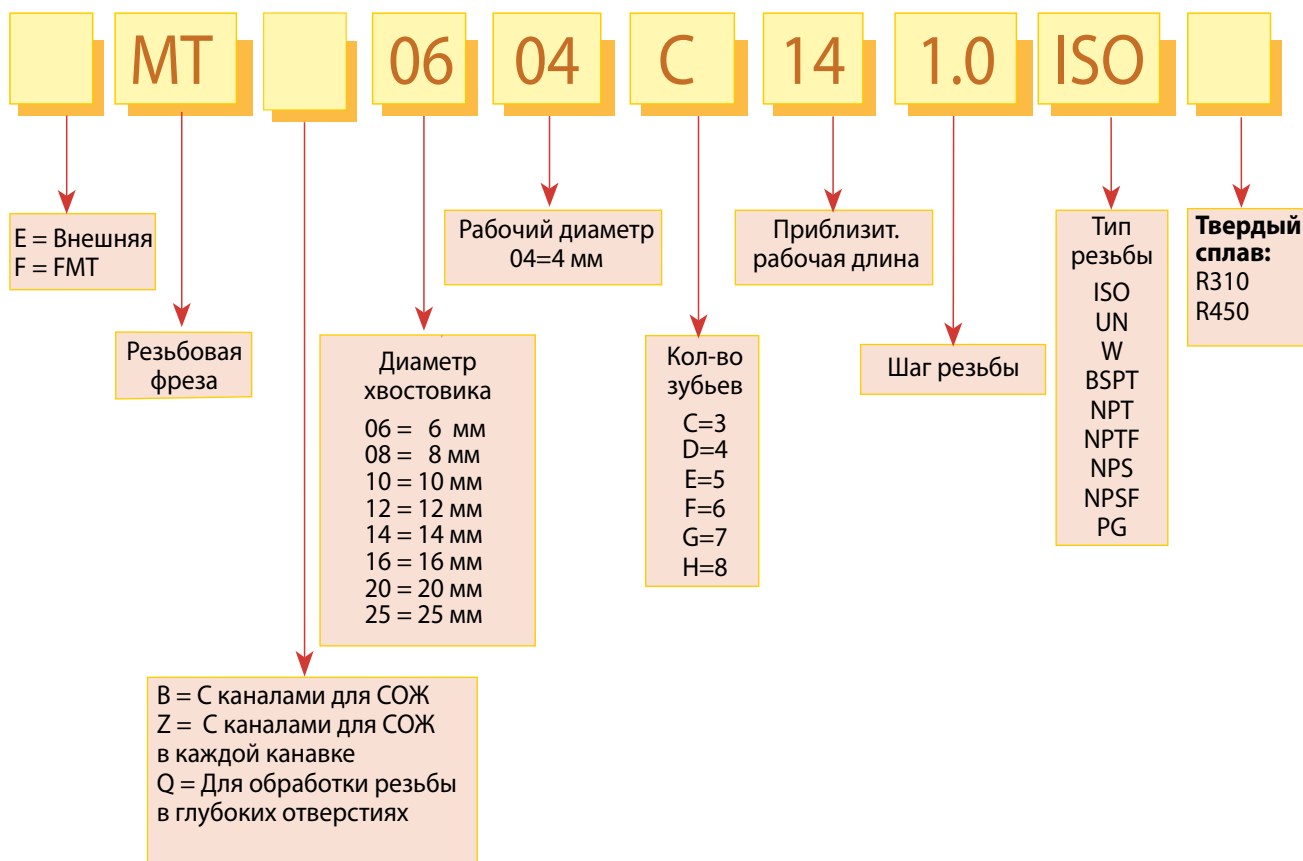 MT 06 04 C 14 1.0 ISO
E = Внешняя
F = FMT
Резьбовая
фреза
B = С каналами для СОЖ
Z = С каналами для СОЖ
в каждой канавке
Q = Для обработки резьбы
в глубоких отверстиях
Диаметр
хвостовика
06 = 6 мм
08 = 8 мм
10 = 10 мм
12 = 12 мм
14 = 14 мм
16 = 16 мм
20 = 20 мм
25 = 25 мм
Рабочий диаметр
04=4 мм
Кол-во
зубьев
C=3
D=4
E=5
F=6
G=7
H=8
Приблизит.
рабочая длина
Шаг резьбы
Тип
резьбы
ISO
UN
W
BSPT
NPT
NPTF
NPS
NPSF
PG
Твердый
сплав:
R310
R450